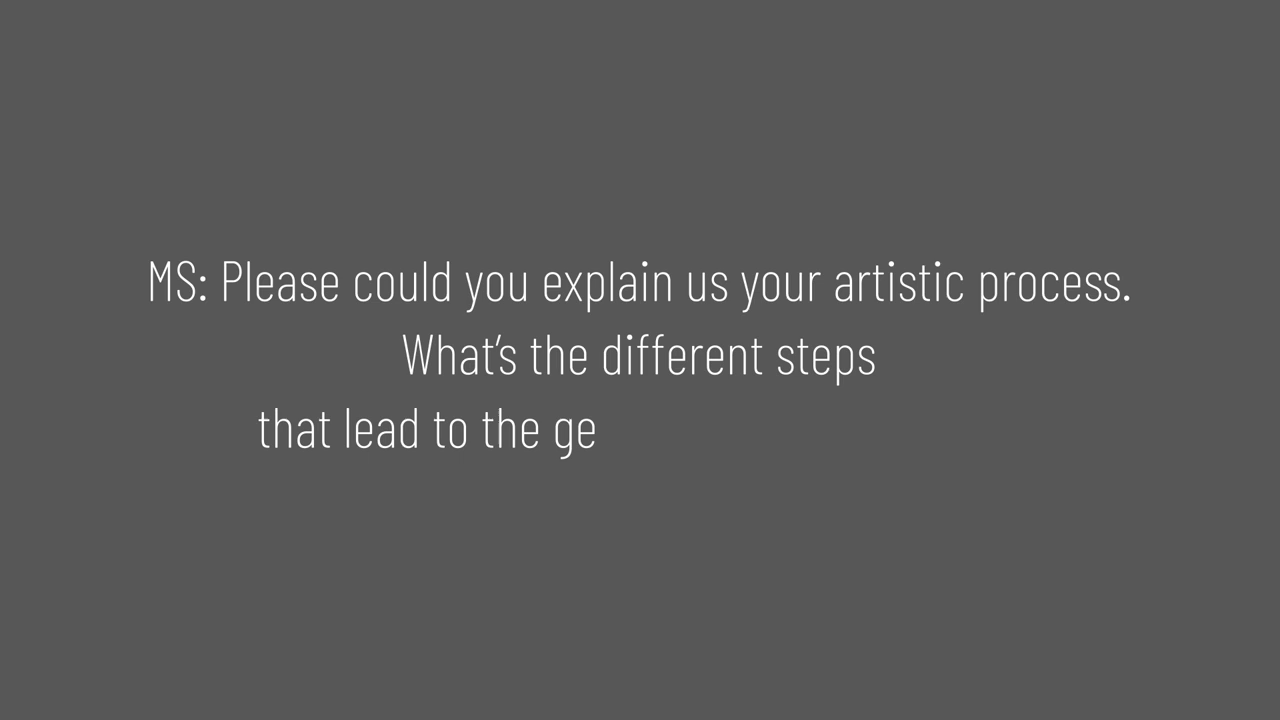 MS: Please could you explain us your artistic process.
What's the different steps
that lead to the ge